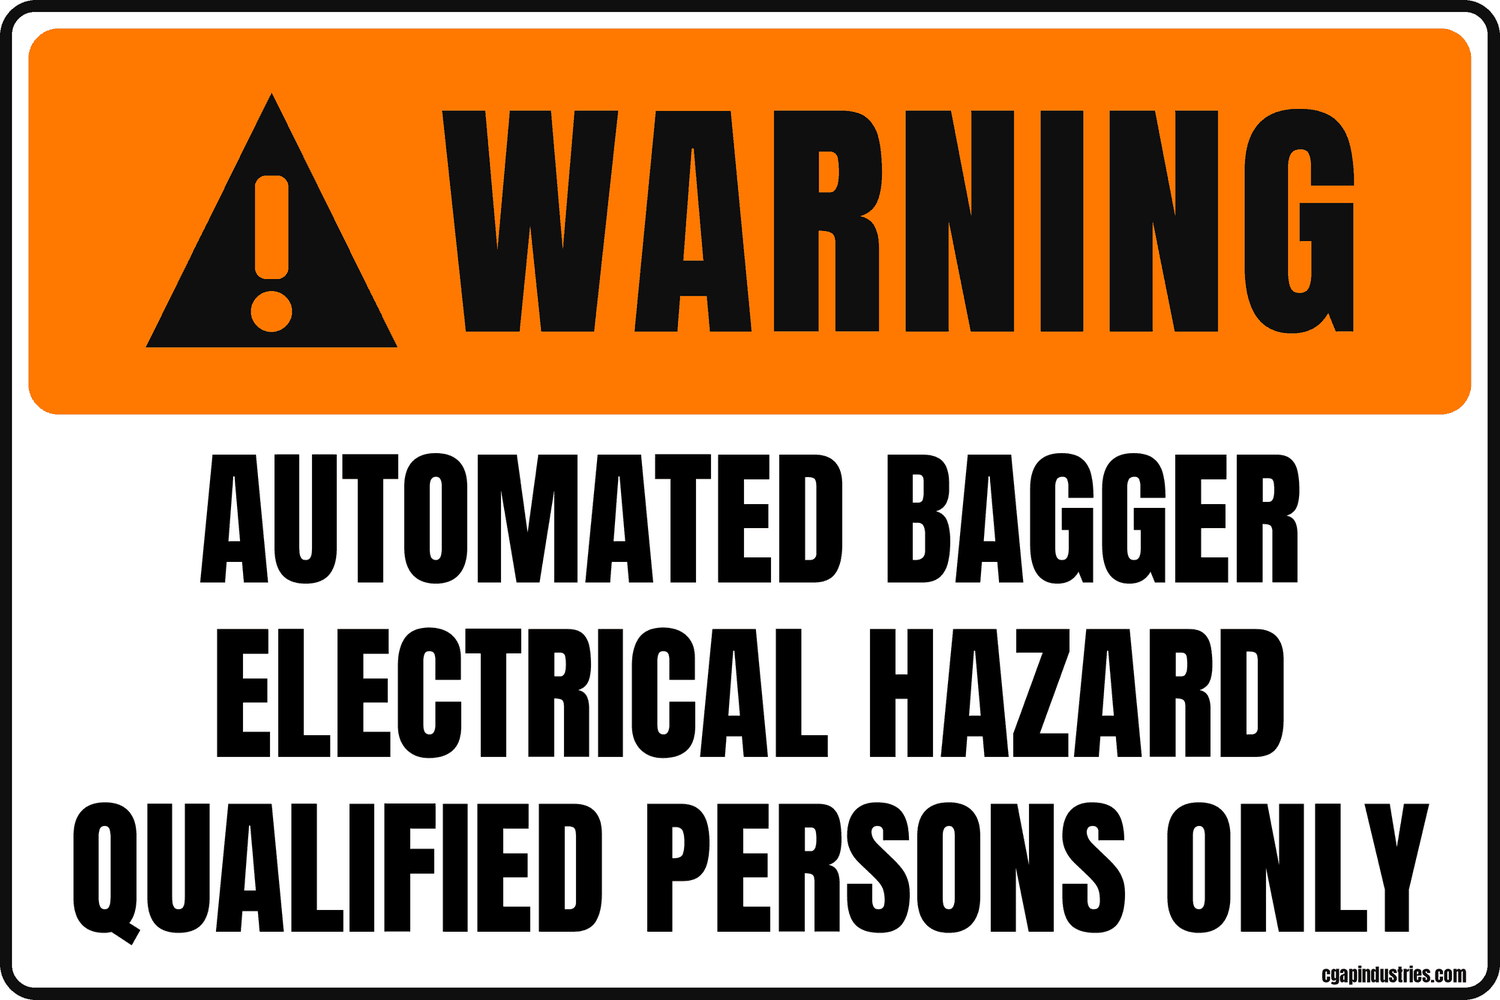 WARNING
AUTOMATED BAGGER
ELECTRICAL HAZARD
QUALIFIED PERSONS ONLY
cgapindustries.com